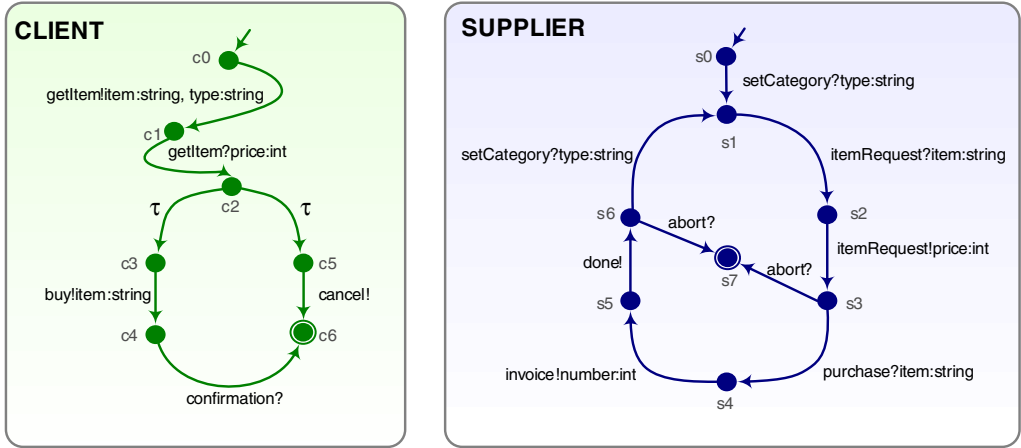 CLIENT
c0
getItem!item:string, type:string
c1
getItem?price:int
c2
τ
τ
c3
c5
buy!item:string
cancel!
c4
c6
confirmation?
SUPPLIER
s0
setCategory?type:string
s1
setCategory?type:string
itemRequest?item:string
s6
s2
abort?
itemRequest!price:int
done!
abort?
s7
s5
s3
invoice!number:int
purchase?item:string
s4